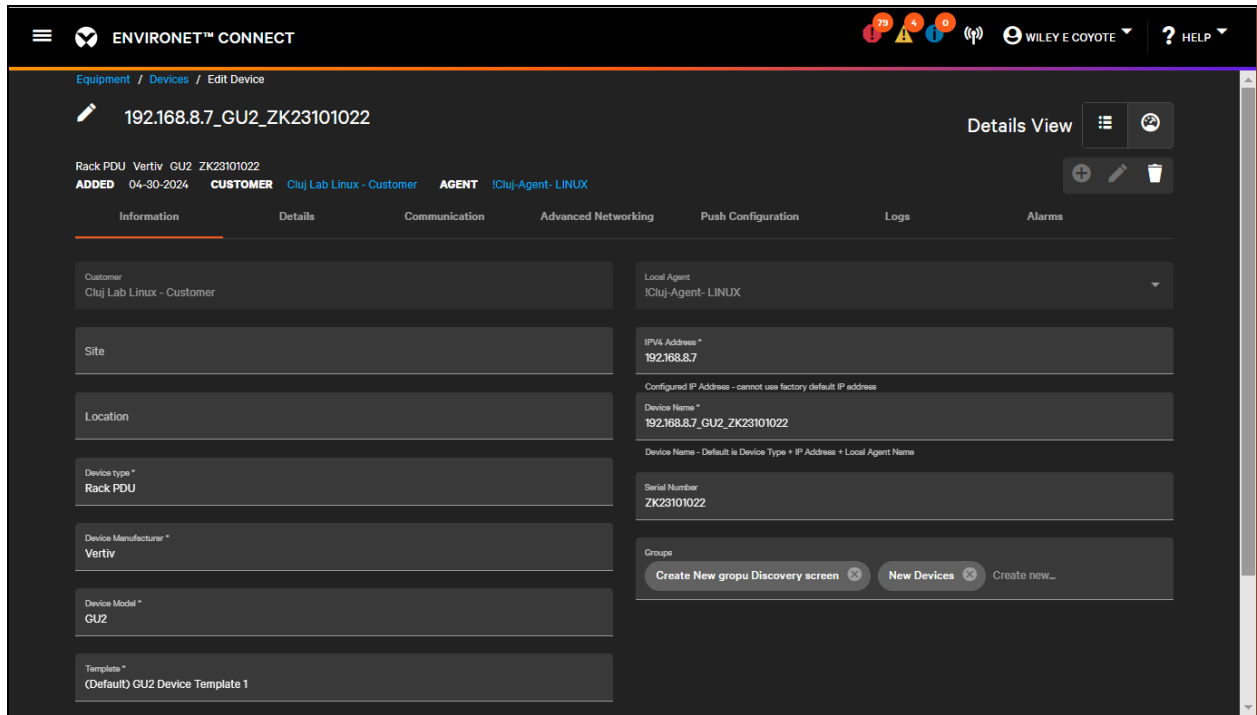 ENVIRONET™ CONNECT
79
4
0
WILEY E COYOTE
? HELP
Equipment / Devices / Edit Device
192.168.8.7_GU2_ZK23101022
Details View
Rack PDU Vertiv GU2 ZK23101022
ADDED 04-30-2024 CUSTOMER Cluj Lab Linux - Customer AGENT !Cluj-Agent- LINUX
Information Details Communication Advanced Networking Push Configuration Logs Alarms
Customer
Cluj Lab Linux - Customer
Local Agent
!Cluj-Agent- LINUX
Site
IPV4 Address *
192.168.8.7
Configured IP Address - cannot use factory default IP address
Location
Device Name *
192.168.8.7_GU2_ZK23101022
Device Name - Default is Device Type + IP Address + Local Agent Name
Device type *
Rack PDU
Serial Number
ZK23101022
Device Manufacturer *
Vertiv
Groups
Create New gropu Discovery screen New Devices Create new...
Device Model *
GU2
Template *
(Default) GU2 Device Template 1